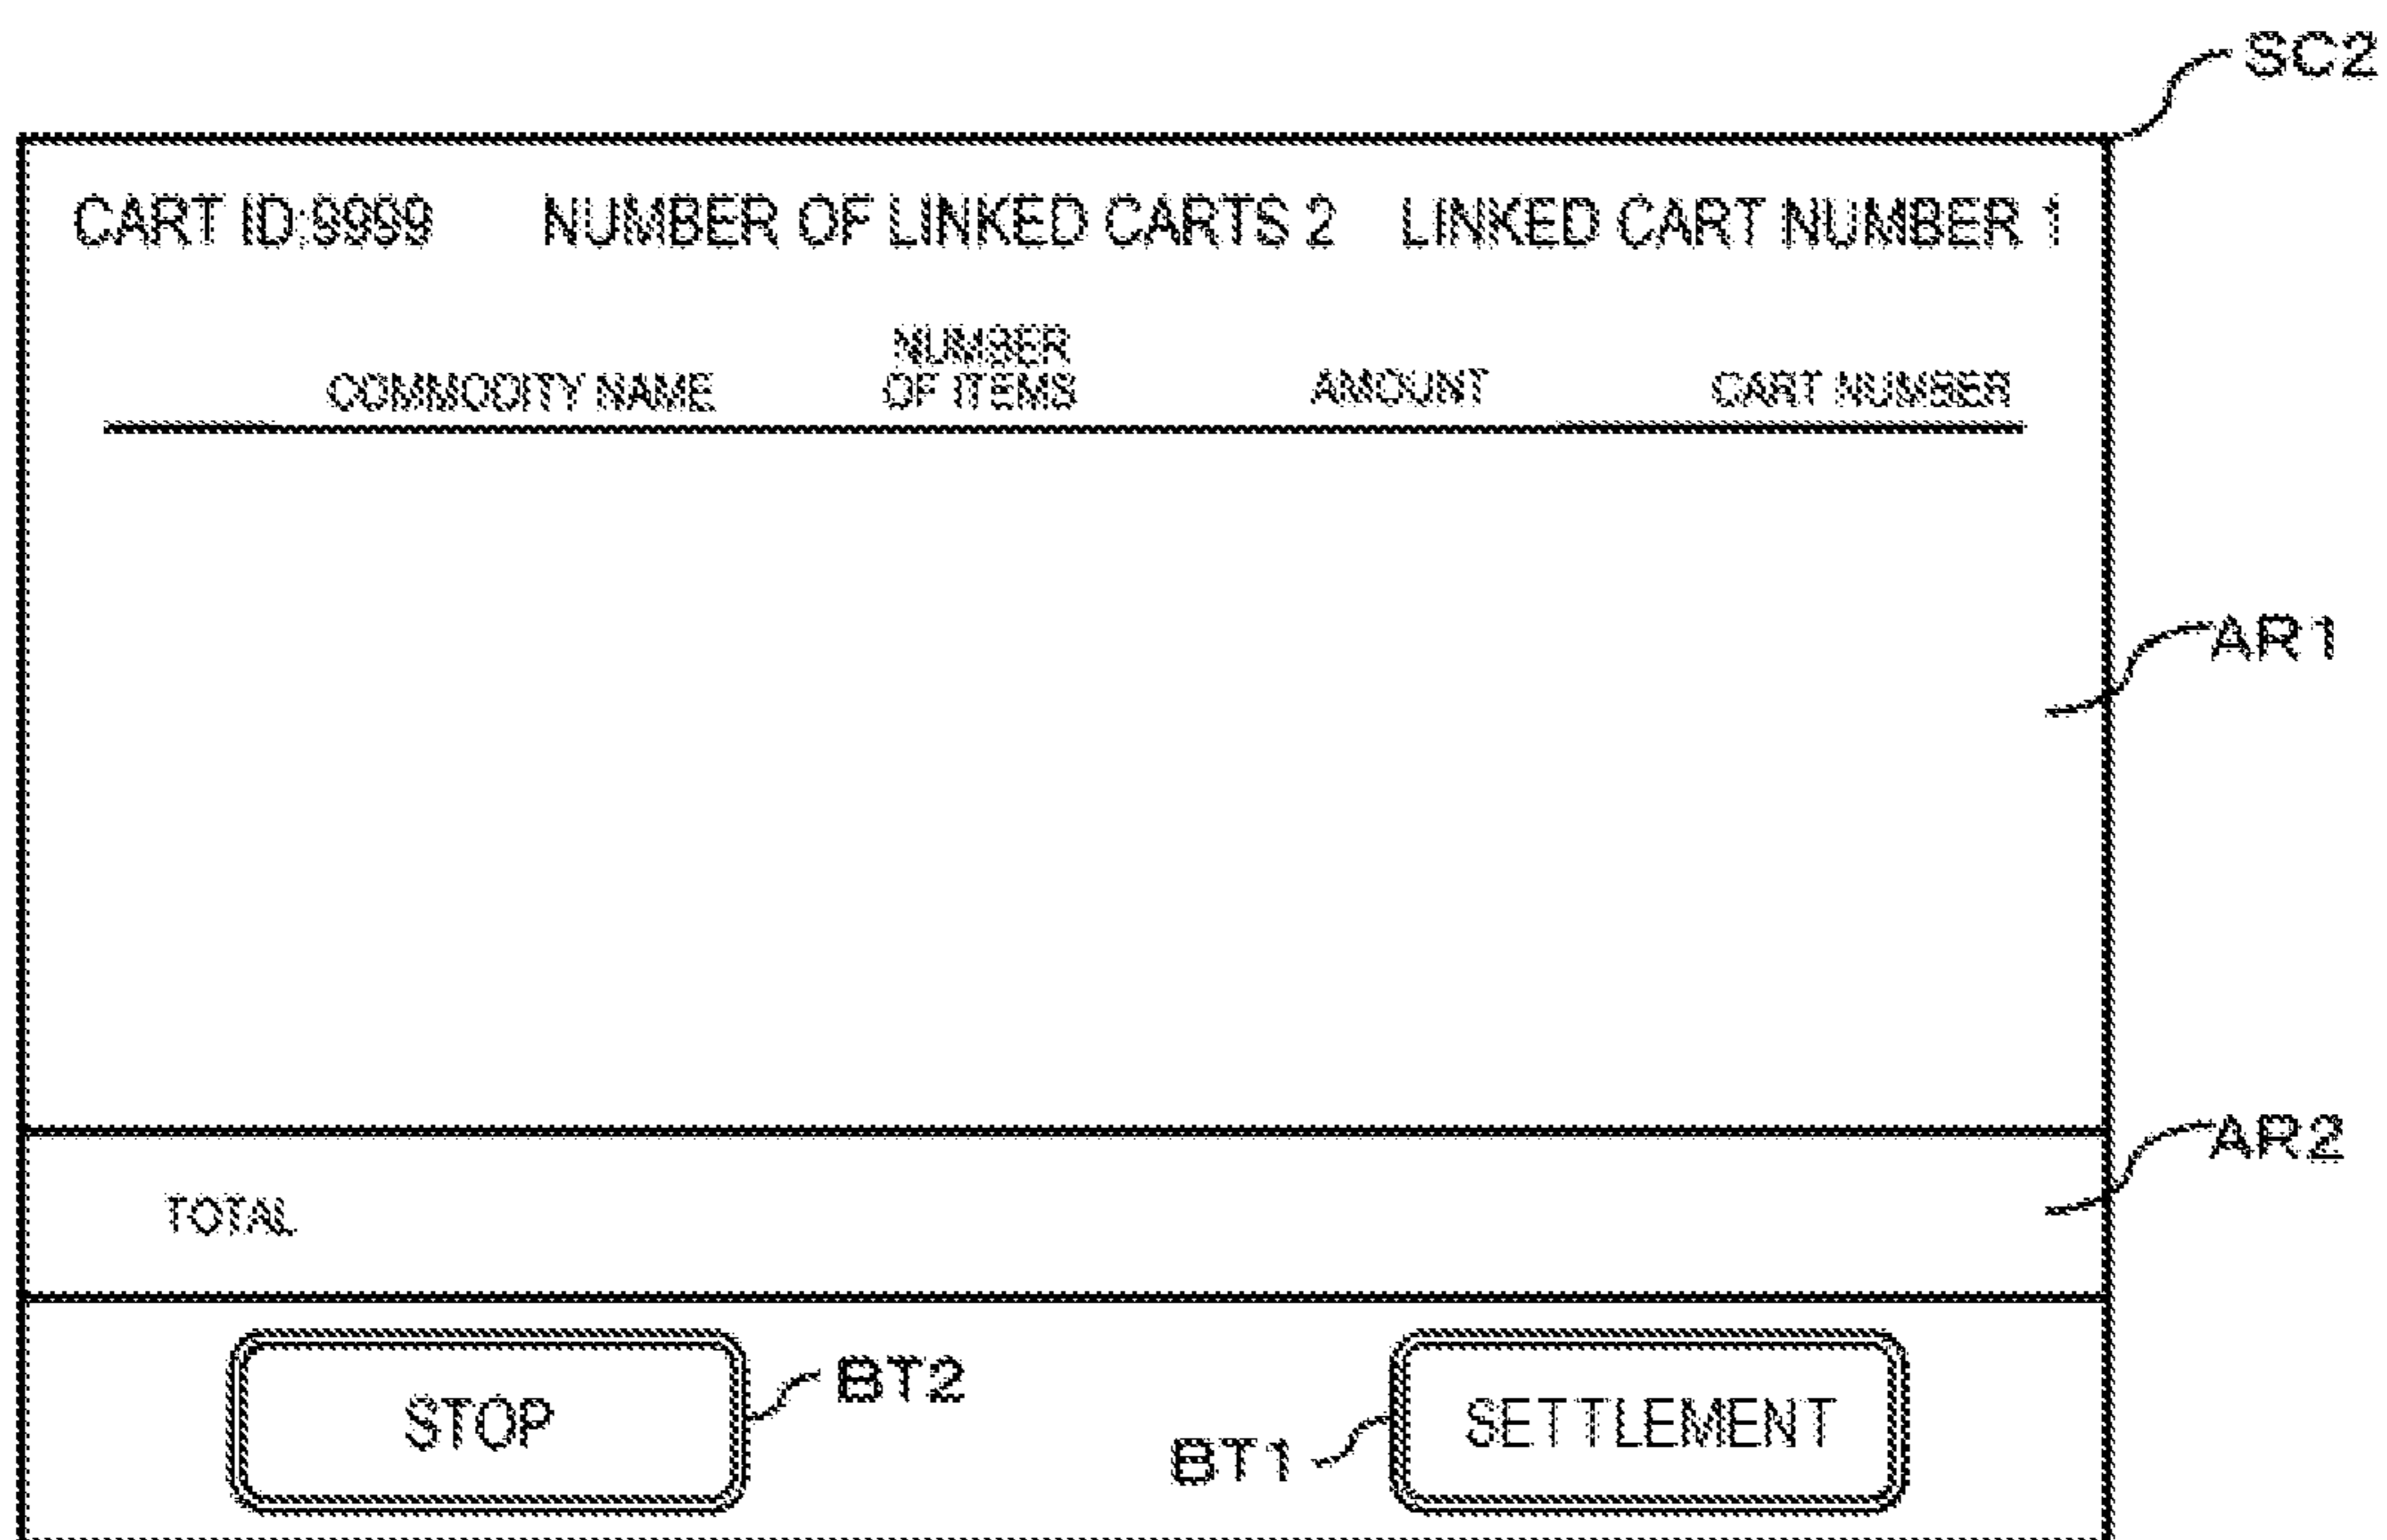 SC2
CART ID:9999 NUMBER OF LINKED CARTS 2 LINKED CART NUMBER 1
NUMBER
COMMODITY NAME OF ITEMS AMOUNT CART NUMBER
AR1
AR2
TOTAL
STOP BT2 BT1 SETTLEMENT